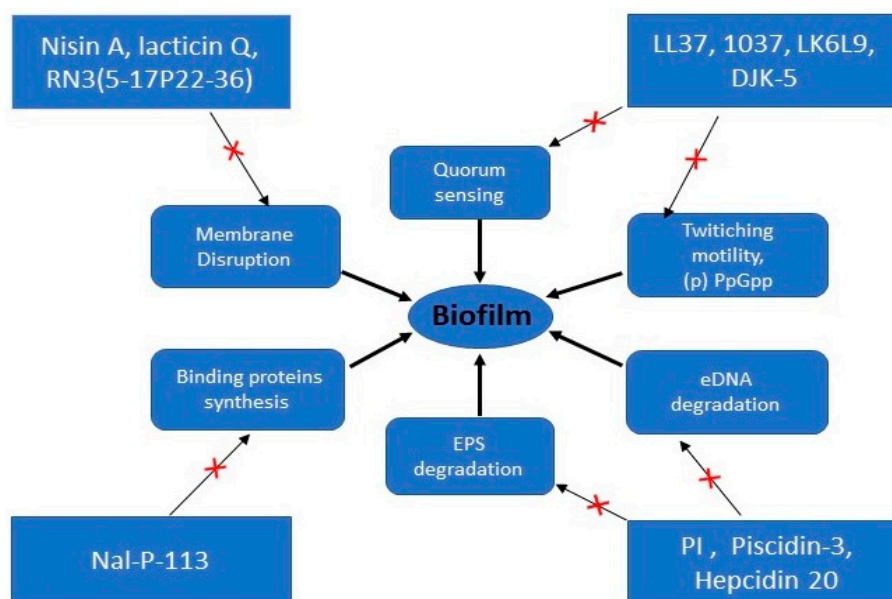 Nisin A, lacticin Q,
RN3(5-17P22-36)
LL37, 1037, LK6L9,
DJK-5
Quorum
sensing
Membrane
Disruption
Twitiching
motility,
(p) PpGpp
Biofilm
Binding proteins
synthesis
eDNA
degradation
EPS
degradation
Nal-P-113
PI , Piscidin-3,
Hepcidin 20